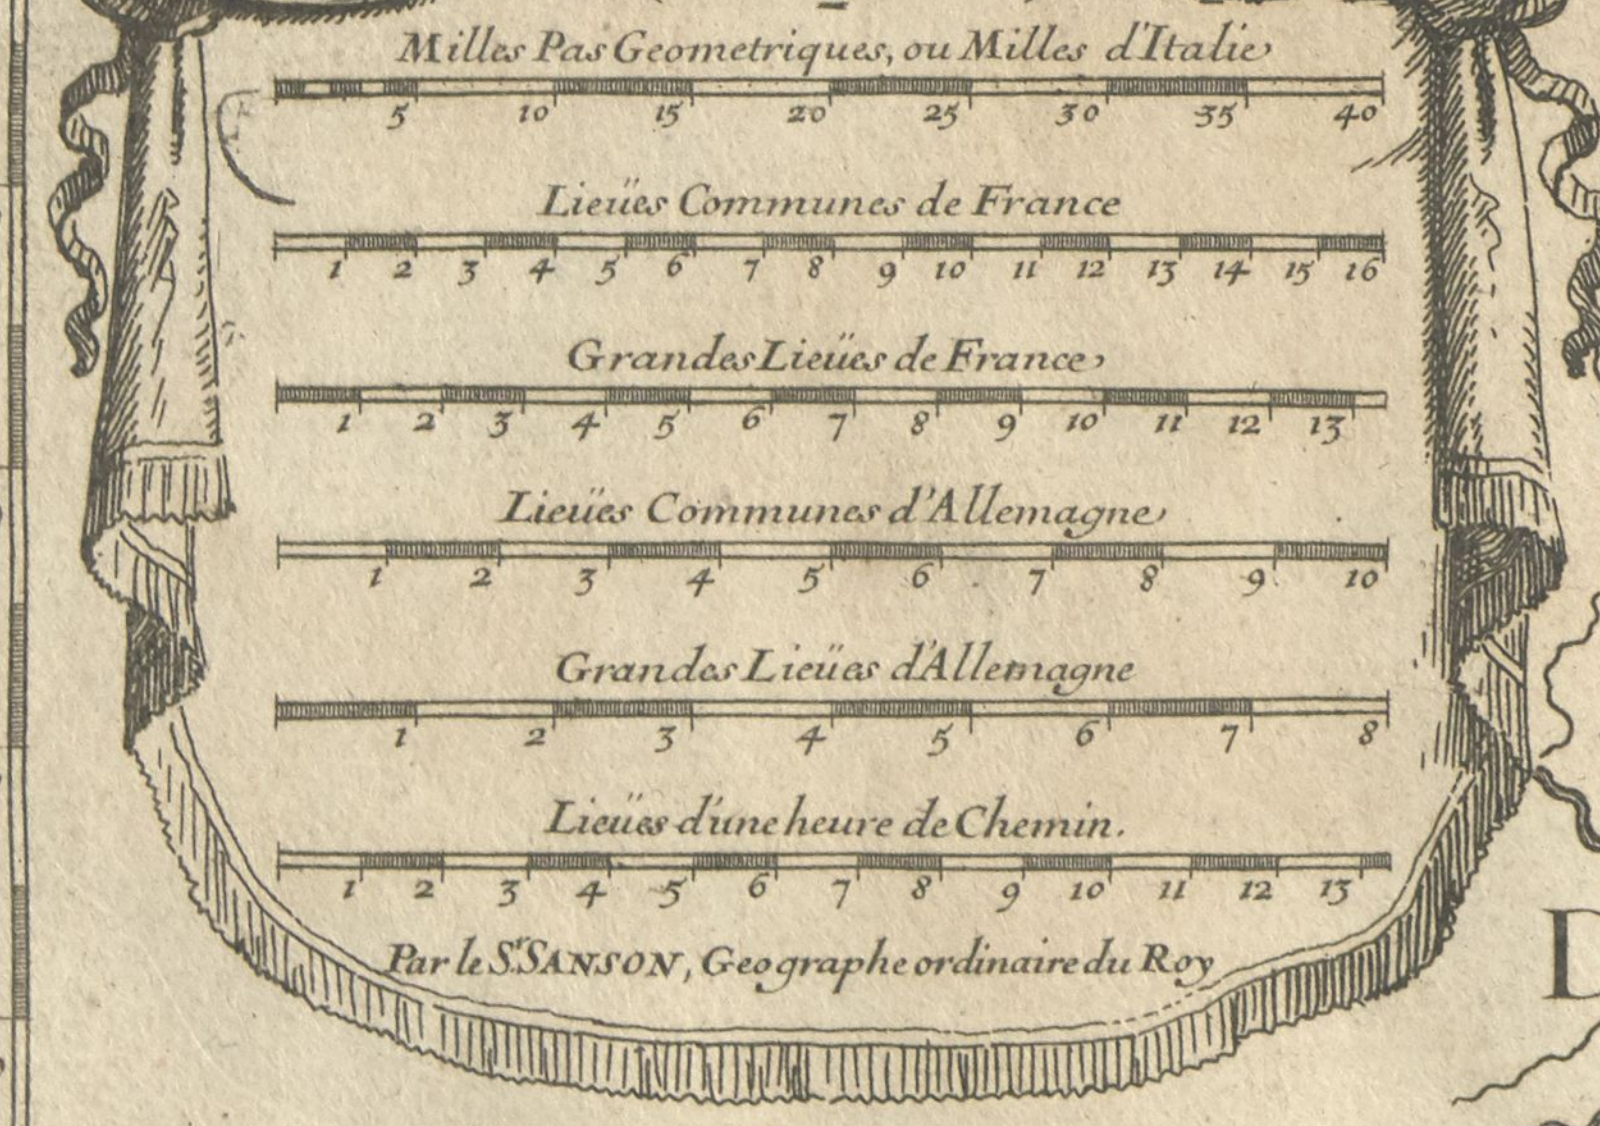 Milles Pas Geometriques, ou Milles d'Italie
5 10 15 20 25 30 35 40
Lieües Communes de France
1 2 3 4 5 6 7 8 9 10 11 12 13 14 15 16
Grandes Lieües de France
1 2 3 4 5 6 7 8 9 10 11 12 13
Lieües Communes d'Allemagne
1 2 3 4 5 6 7 8 9 10
Grandes Lieües d'Allemagne
1 2 3 4 5 6 7 8
Lieües d'une heure de Chemin.
1 2 3 4 5 6 7 8 9 10 11 12 13
Par le Sr. SANSON, Geographe ordinaire du Roy
D